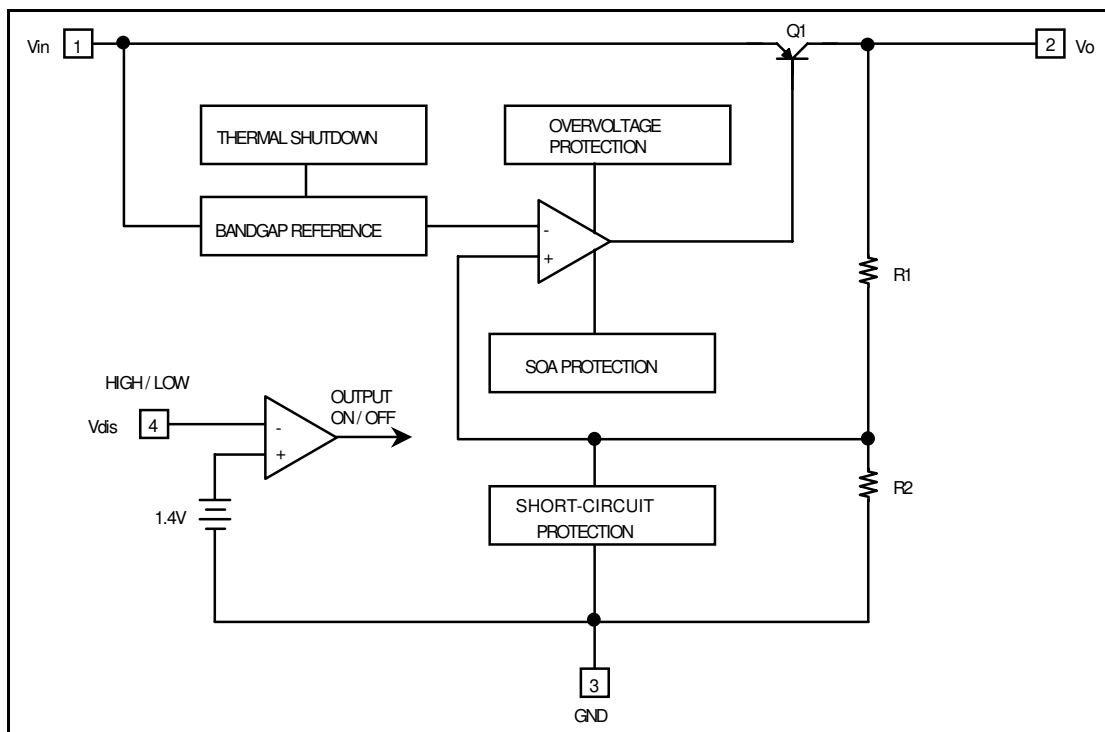 Q1
Vin 1
2 Vo
THERMAL SHUTDOWN
OVERVOLTAGE
PROTECTION
BANDGAP REFERENCE
-
+
R1
SOA PROTECTION
HIGH / LOW
OUTPUT
ON / OFF
Vdis 4
-
+
R2
1.4V
SHORT-CIRCUIT
PROTECTION
3
GND